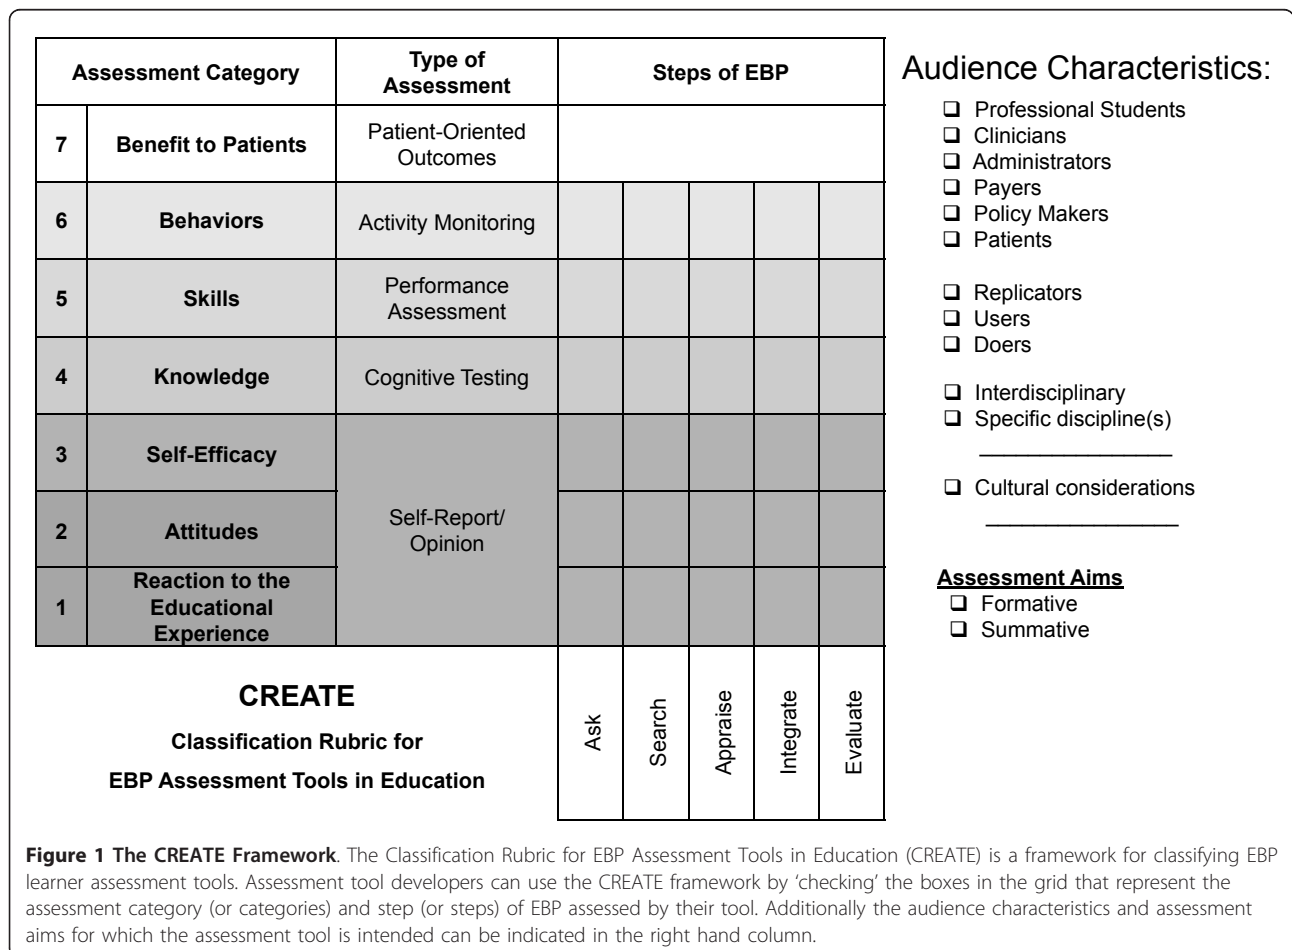 Assessment Category
Type of
Assessment
Steps of EBP
7
Benefit to Patients
Patient-Oriented
Outcomes
6
Behaviors
Activity Monitoring
5
Skills
Performance
Assessment
4
Knowledge
Cognitive Testing
3
Self-Efficacy
2
Attitudes
Self-Report/
Opinion
1
Reaction to the
Educational
Experience
CREATE
Classification Rubric for
EBP Assessment Tools in Education
Ask
Search
Appraise
Integrate
Evaluate
Audience Characteristics:
Professional Students
Clinicians
Administrators
Payers
Policy Makers
Patients
Replicators
Users
Doers
Interdisciplinary
Specific discipline(s)
Cultural considerations
Assessment Aims
Formative
Summative
Figure 1 The CREATE Framework. The Classification Rubric for EBP Assessment Tools in Education (CREATE) is a framework for classifying EBP
learner assessment tools. Assessment tool developers can use the CREATE framework by ‘checking’ the boxes in the grid that represent the
assessment category (or categories) and step (or steps) of EBP assessed by their tool. Additionally the audience characteristics and assessment
aims for which the assessment tool is intended can be indicated in the right hand column.